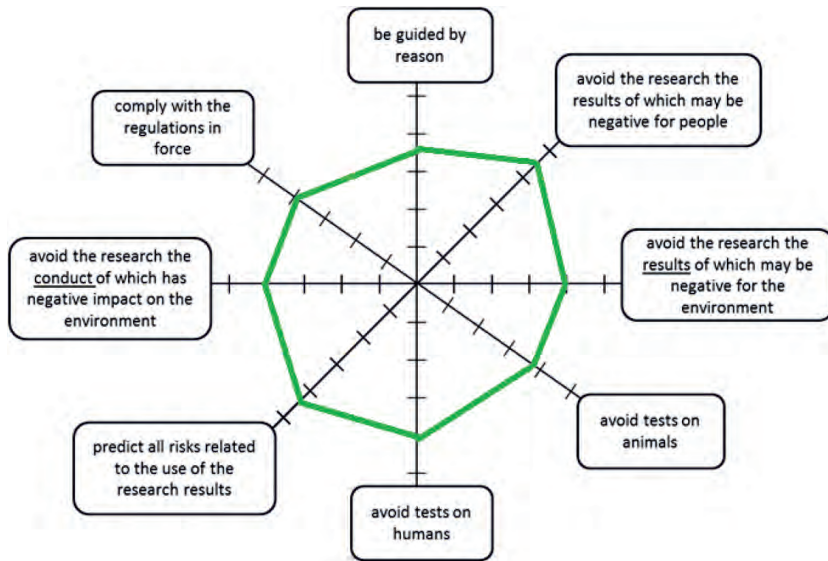 be guided by
reason
avoid the research the
results of which may be
negative for people
comply with the
regulations in
force
avoid the research the
conduct of which has
negative impact on the
environment
avoid the research the
results of which may be
negative for the
environment
avoid tests on
animals
predict all risks related
to the use of the
research results
avoid tests on
humans